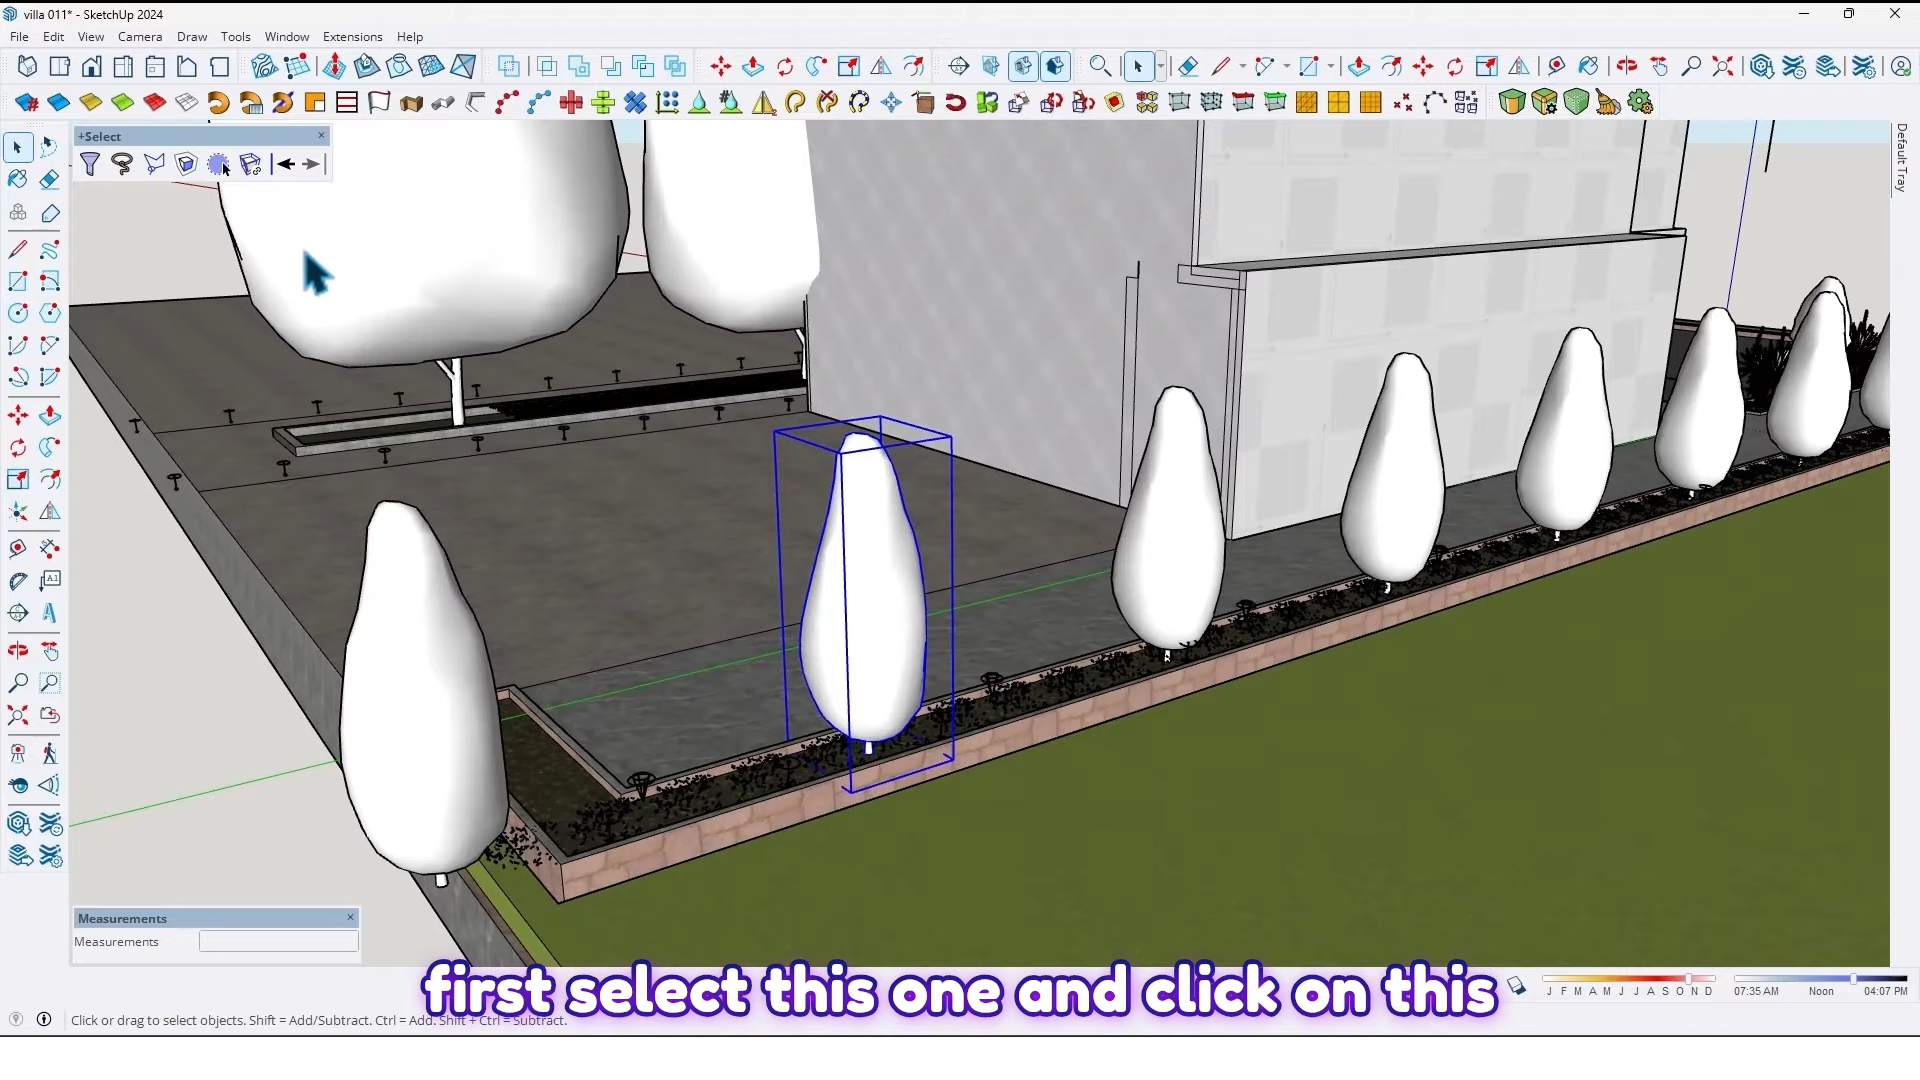 villa 011* - SketchUp 2024
File Edit View Camera Draw Tools Window Extensions Help
+Select
Default Tray
A1
Measurements
Measurements
first select this one and click on this
J F M A M J J A S O N D
07:35 AM Noon 04:07 PM
Click or drag to select objects. Shift = Add/Subtract. Ctrl = Add. Shift + Ctrl = Subtract.